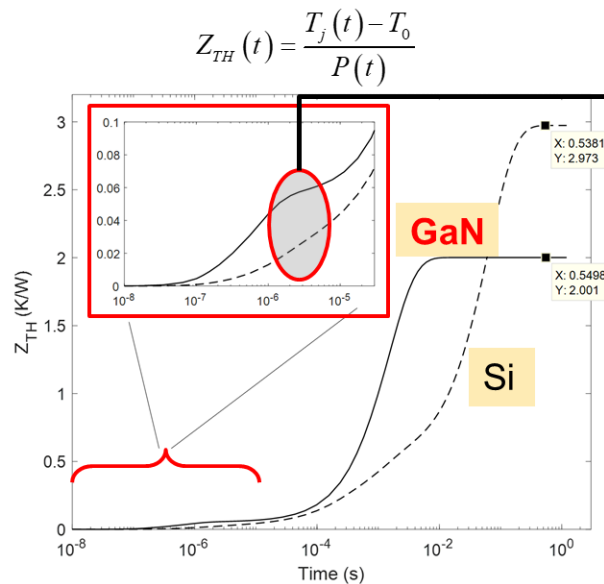 Z_TH (t) = (T_j (t) − T_0) / P(t)
3
2.5
2
1.5
1
0.5
0
Z_TH (K/W)
0.1
0.08
0.06
0.04
0.02
0
10^-8 10^-7 10^-6 10^-5
X: 0.5381
Y: 2.973
GaN
X: 0.5498
Y: 2.001
Si
10^-8 10^-6 10^-4 10^-2 10^0
Time (s)